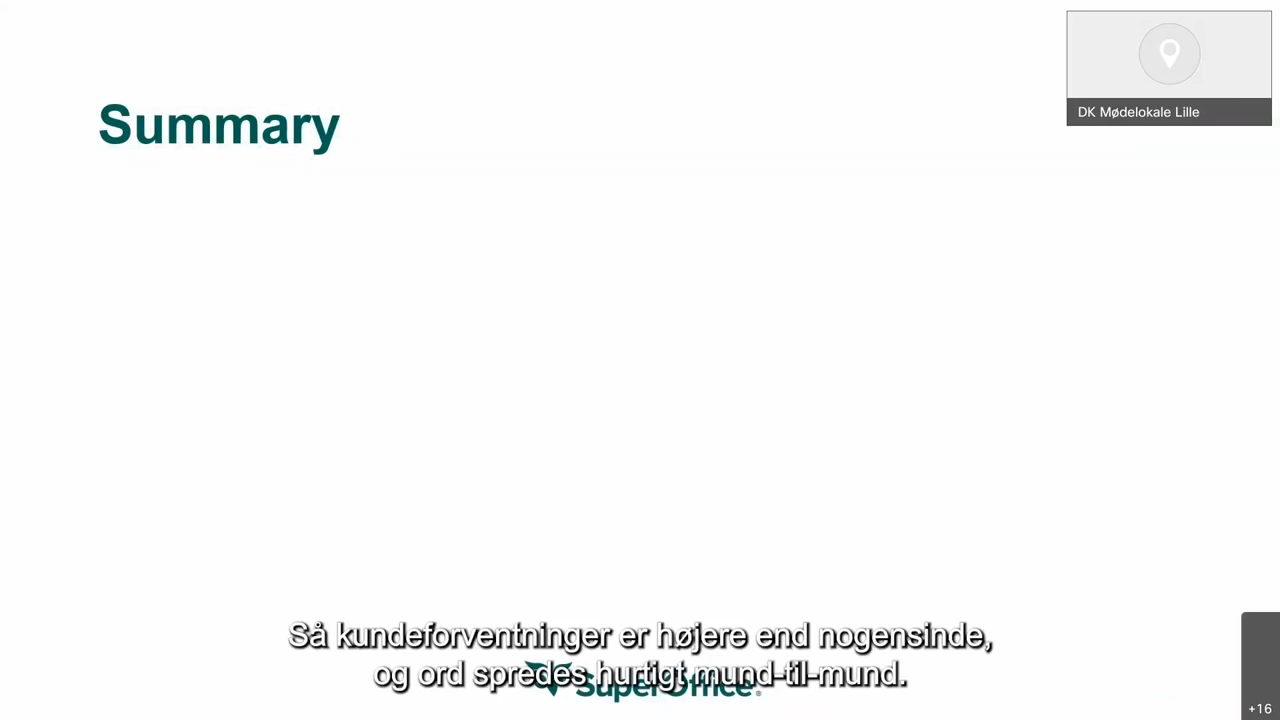 Summary
DK Mødelokale Lille
Så kundeforventninger er højere end nogensinde,
og ord spredes hurtigt mund-til-mund.
SuperOffice®
+16